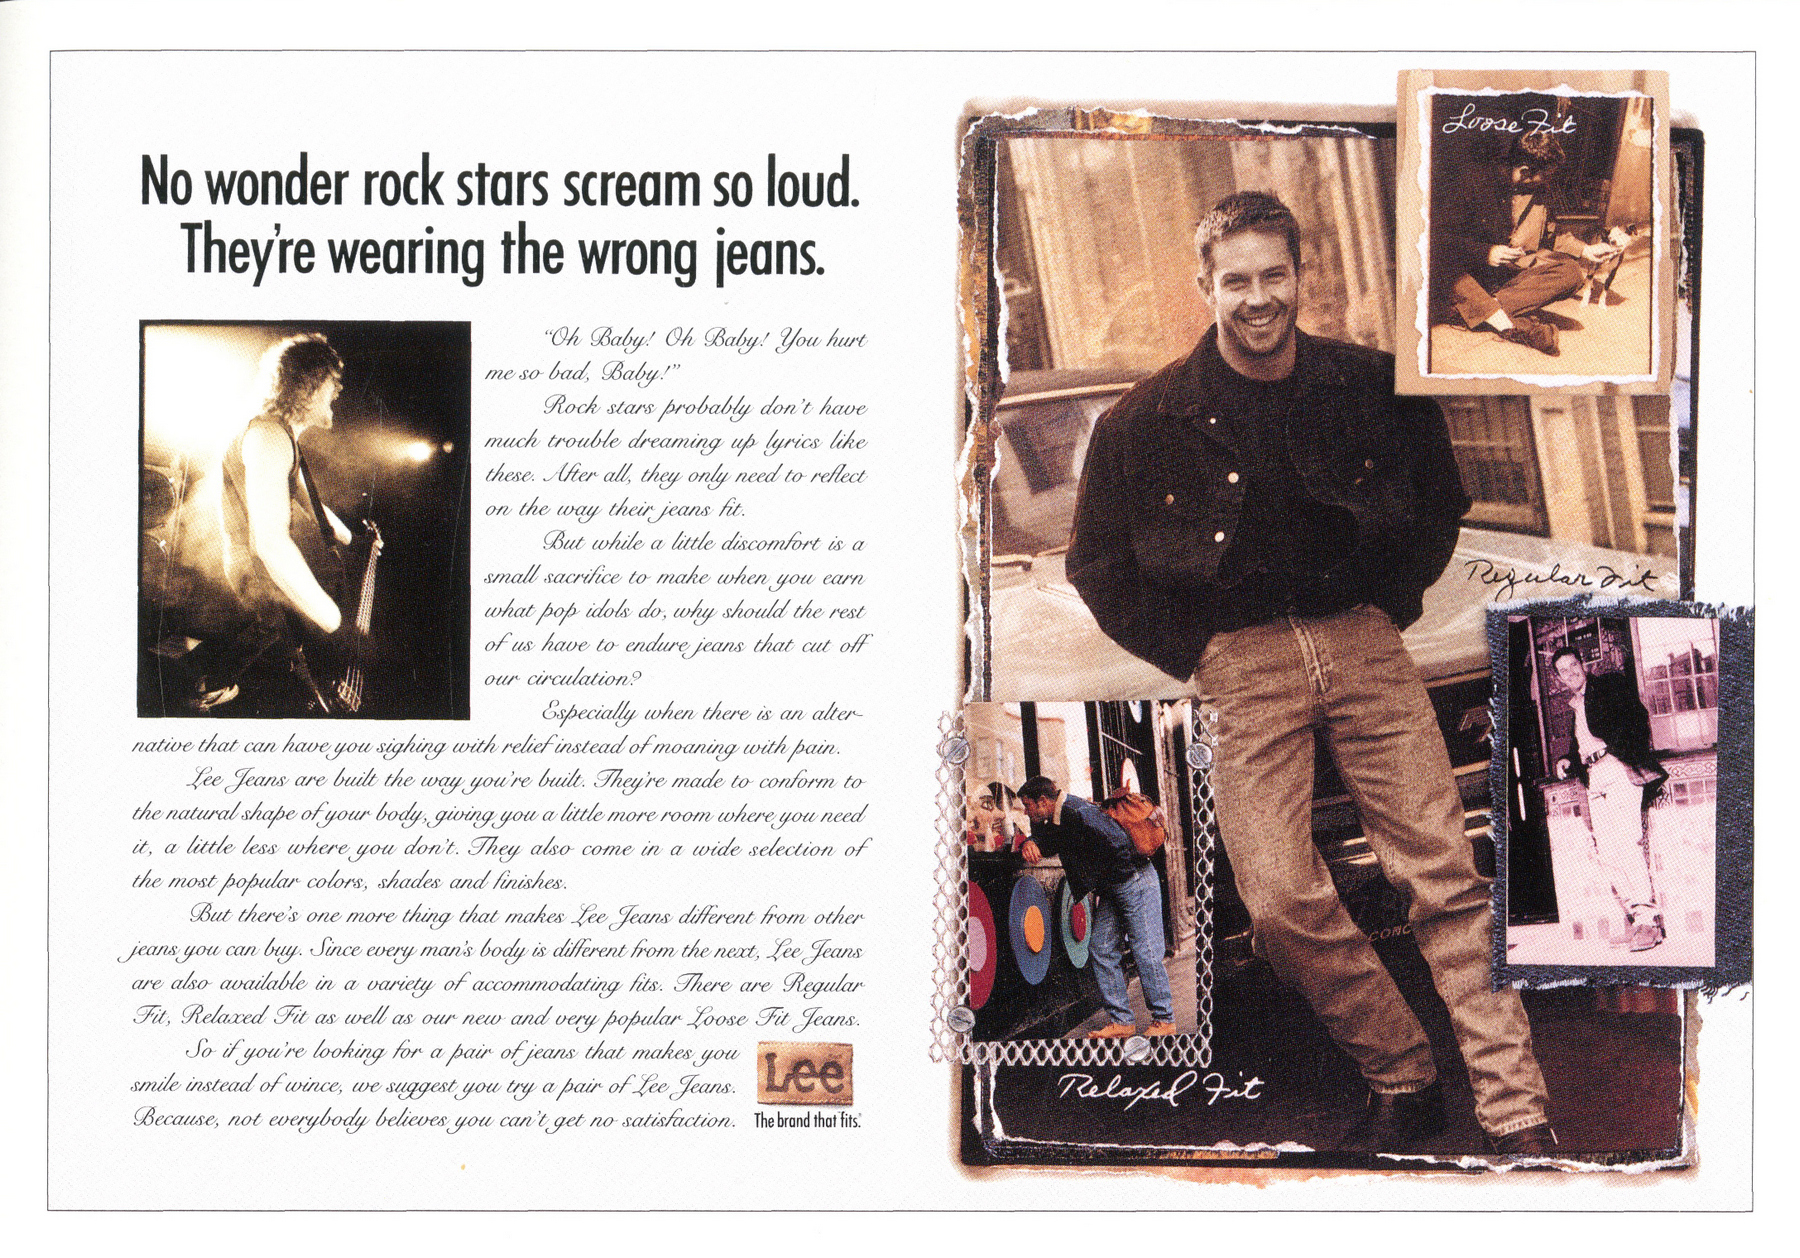 No wonder rock stars scream so loud.
They're wearing the wrong jeans.
"Oh Baby! Oh Baby! You hurt
me so bad, Baby!"
Rock stars probably don't have
much trouble dreaming up lyrics like
these. After all, they only need to reflect
on the way their jeans fit.
But while a little discomfort is a
small sacrifice to make when you earn
what pop idols do, why should the rest
of us have to endure jeans that cut off
our circulation?
Especially when there is an alter-
native that can have you sighing with relief instead of moaning with pain.
Lee Jeans are built the way you're built. They're made to conform to
the natural shape of your body, giving you a little more room where you need
it, a little less where you don't. They also come in a wide selection of
the most popular colors, shades and finishes.
But there's one more thing that makes Lee Jeans different from other
jeans you can buy. Since every man's body is different from the next, Lee Jeans
are also available in a variety of accommodating fits. There are Regular
Fit, Relaxed Fit as well as our new and very popular Loose Fit Jeans.
So if you're looking for a pair of jeans that makes you
smile instead of wince, we suggest you try a pair of Lee Jeans.
Because, not everybody believes you can't get no satisfaction.
Lee
The brand that fits.
Loose Fit
Regular Fit
Relaxed Fit